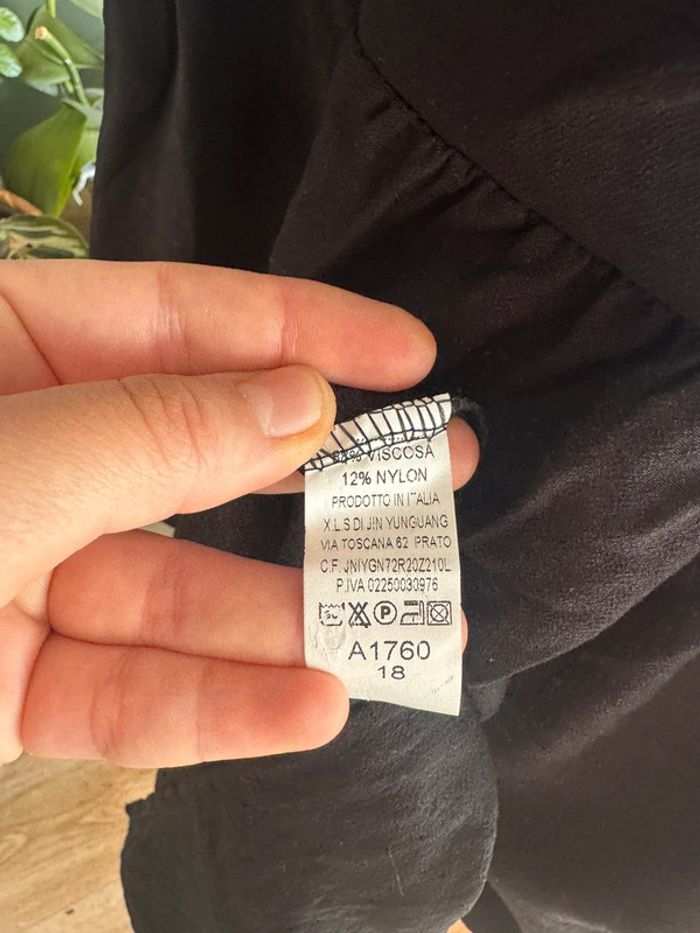 VISCOSA
12% NYLON
PRODOTTO IN ITALIA
X.L.S DI JIN YUNGUANG
VIA TOSCANA 62 PRATO
C.F. JNIYGN72R20Z210L
P.IVA 02250030976
P
A1760
18